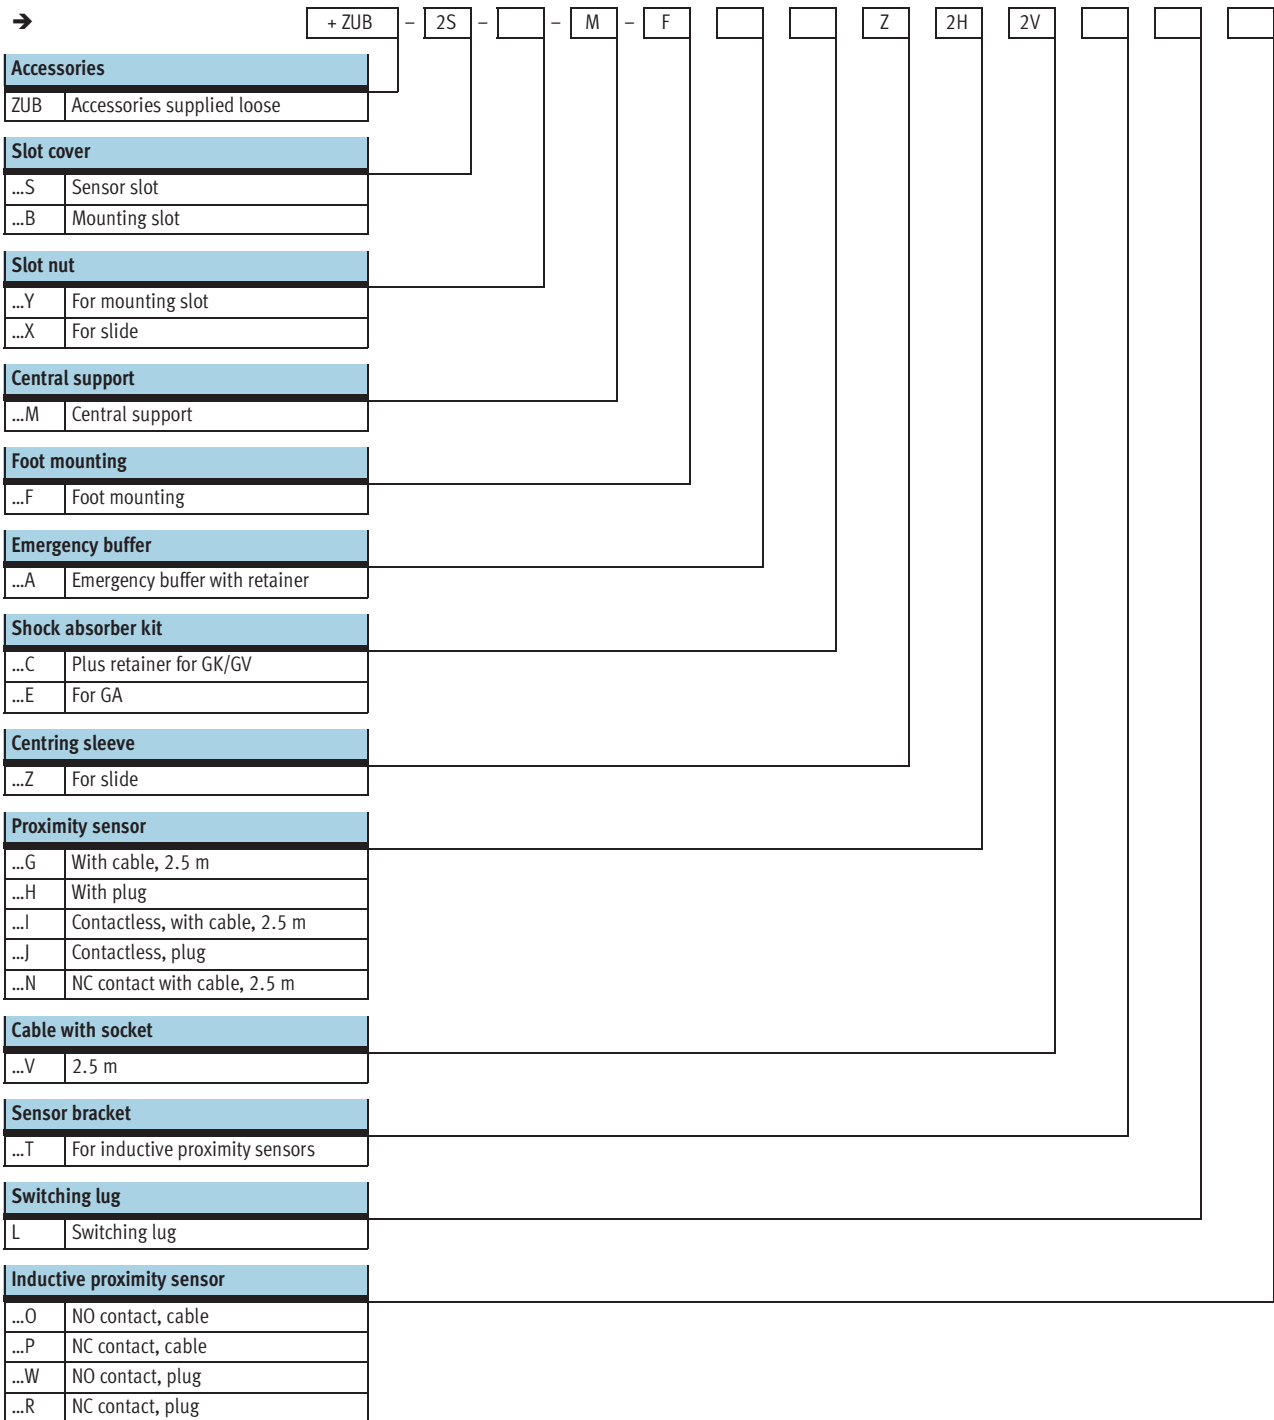 ➔ + ZUB – 2S – – M – F Z 2H 2V
Accessories
ZUB Accessories supplied loose
Slot cover
...S Sensor slot
...B Mounting slot
Slot nut
...Y For mounting slot
...X For slide
Central support
...M Central support
Foot mounting
...F Foot mounting
Emergency buffer
...A Emergency buffer with retainer
Shock absorber kit
...C Plus retainer for GK/GV
...E For GA
Centring sleeve
...Z For slide
Proximity sensor
...G With cable, 2.5 m
...H With plug
...I Contactless, with cable, 2.5 m
...J Contactless, plug
...N NC contact with cable, 2.5 m
Cable with socket
...V 2.5 m
Sensor bracket
...T For inductive proximity sensors
Switching lug
L Switching lug
Inductive proximity sensor
...O NO contact, cable
...P NC contact, cable
...W NO contact, plug
...R NC contact, plug